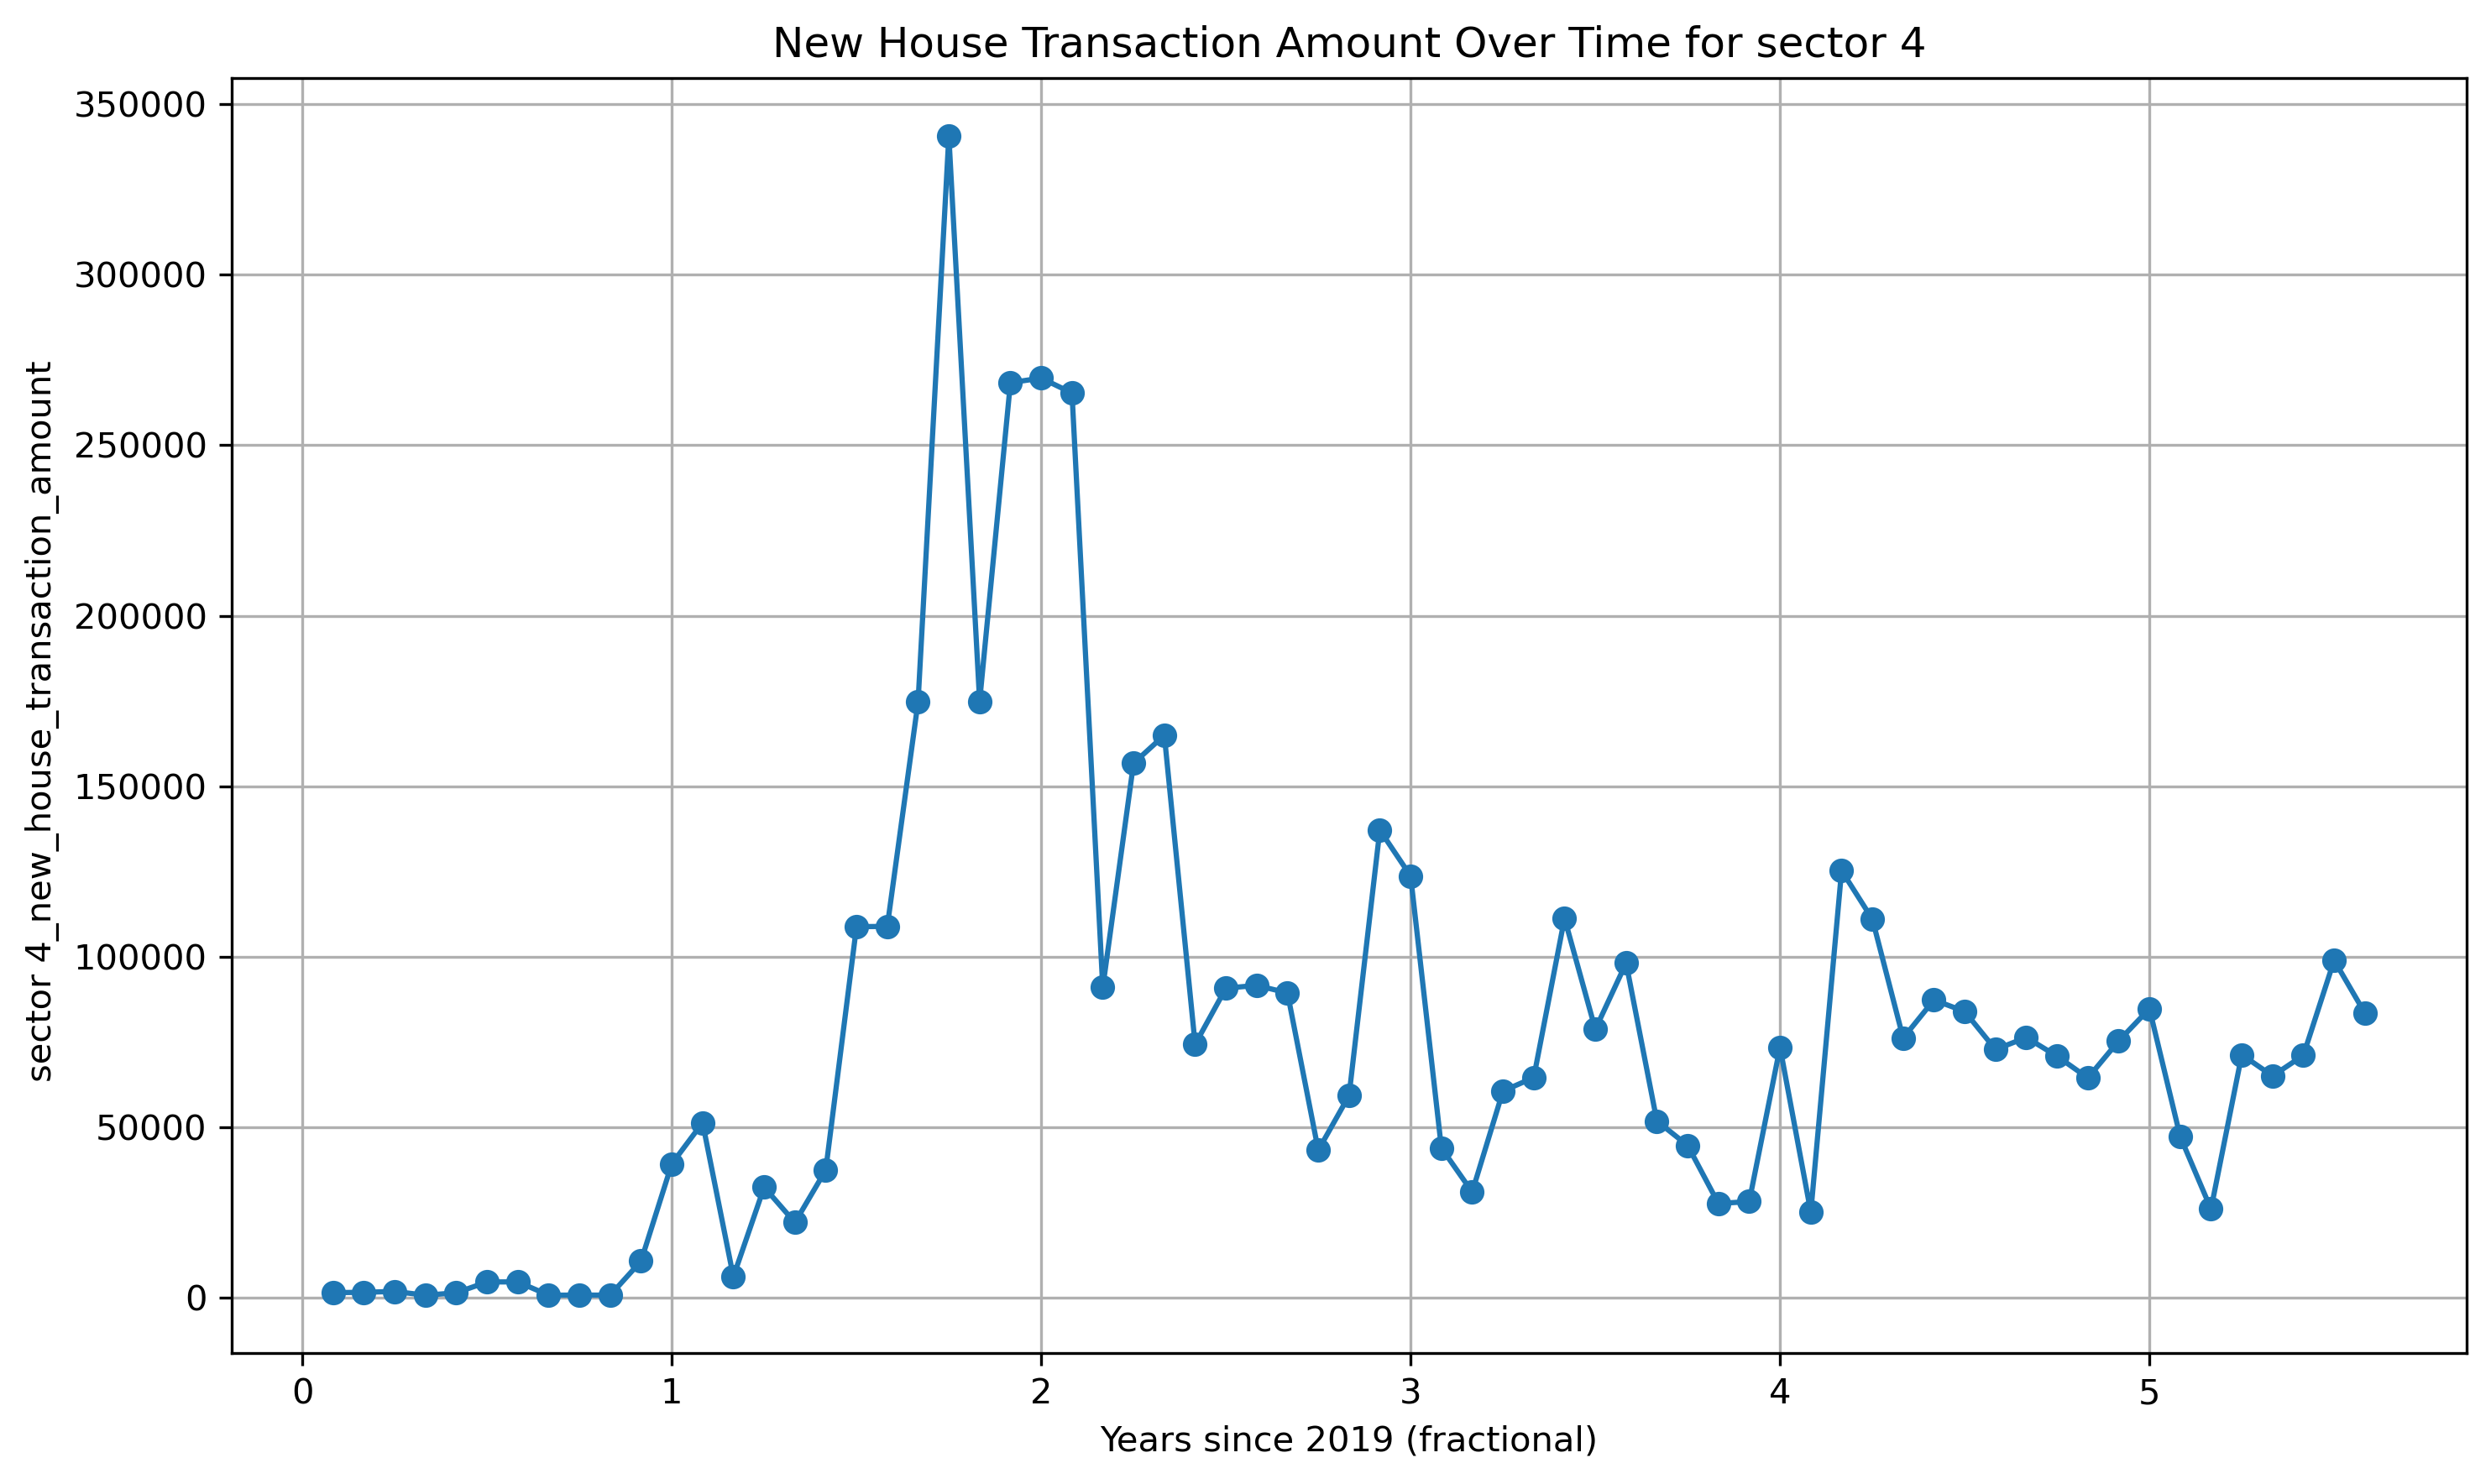 New House Transaction Amount Over Time for sector 4
sector 4_new_house_transaction_amount
350000
300000
250000
200000
150000
100000
50000
0
0 1 2 3 4 5
Years since 2019 (fractional)